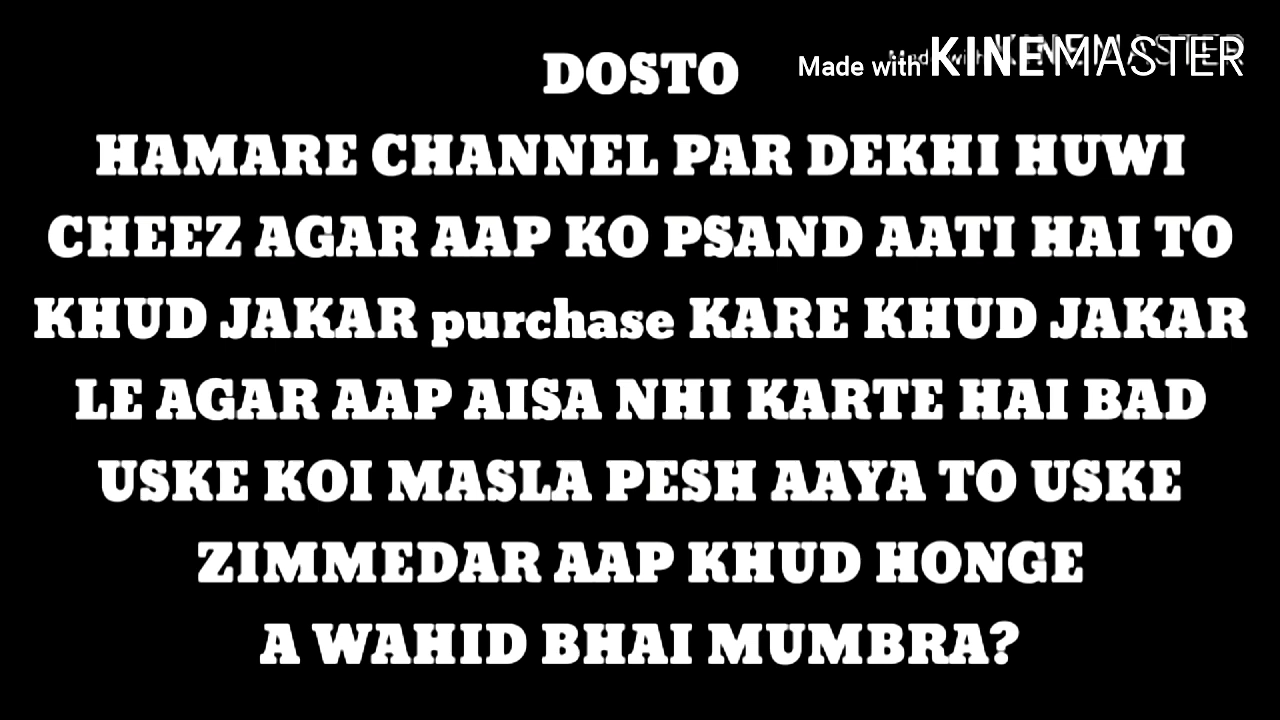 Made with KINEMASTER
DOSTO
HAMARE CHANNEL PAR DEKHI HUWI
CHEEZ AGAR AAP KO PSAND AATI HAI TO
KHUD JAKAR purchase KARE KHUD JAKAR
LE AGAR AAP AISA NHI KARTE HAI BAD
USKE KOI MASLA PESH AAYA TO USKE
ZIMMEDAR AAP KHUD HONGE
A WAHID BHAI MUMBRA?